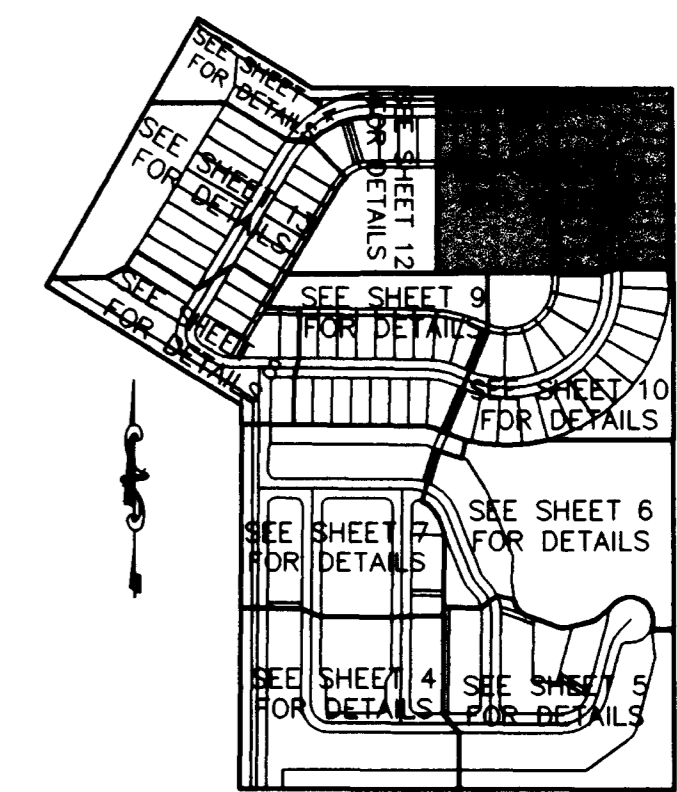 SEE SHEET
FOR DETAILS
SEE SHEET 13
FOR DETAILS
SEE SHEET 12
FOR DETAILS
SEE SHEET 8
FOR DETAILS
SEE SHEET 9
FOR DETAILS
SEE SHEET 10
FOR DETAILS
SEE SHEET 6
FOR DETAILS
SEE SHEET 7
FOR DETAILS
SEE SHEET 4
FOR DETAILS
SEE SHEET 5
FOR DETAILS